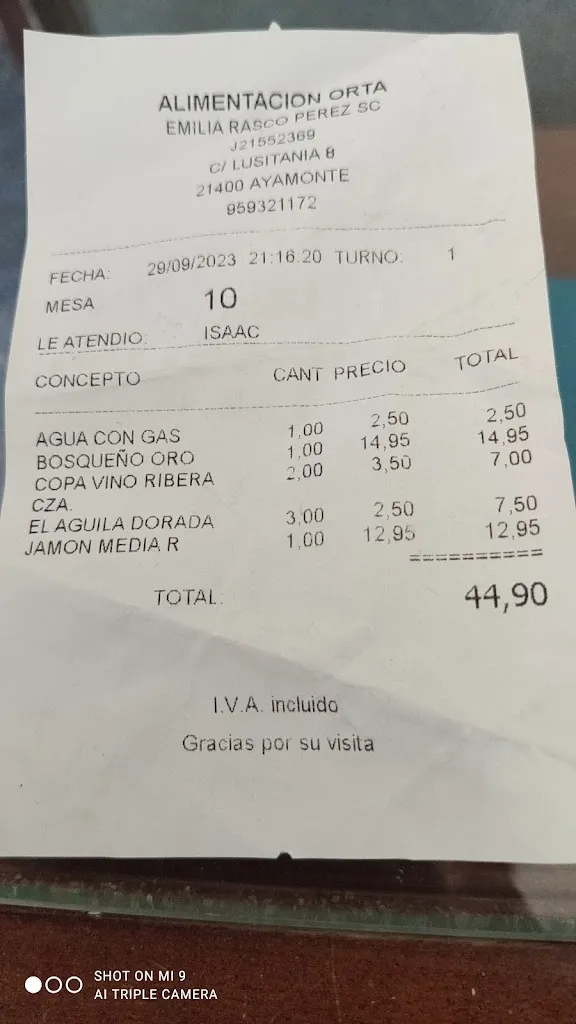 ALIMENTACION ORTA
EMILIA RASCO PEREZ SC
J21552369
C/ LUSITANIA 8
21400 AYAMONTE
959321172
FECHA: 29/09/2023 21:16:20 TURNO: 1
MESA 10
LE ATENDIO: ISAAC
CONCEPTO CANT PRECIO TOTAL
AGUA CON GAS 1,00 2,50 2,50
BOSQUEÑO ORO 1,00 14,95 14,95
COPA VINO RIBERA 2,00 3,50 7,00
CZA.
EL AGUILA DORADA 3,00 2,50 7,50
JAMON MEDIA R 1,00 12,95 12,95
==========
TOTAL: 44,90
I.V.A. incluido
Gracias por su visita
SHOT ON MI 9
AI TRIPLE CAMERA